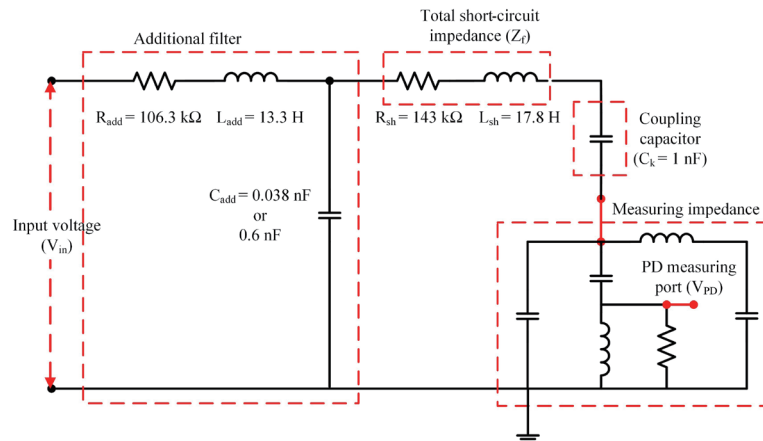 Total short-circuit
impedance (Zf)
Additional filter
Radd = 106.3 kΩ Ladd = 13.3 H
Rsh = 143 kΩ Lsh = 17.8 H
Coupling
capacitor
(Ck = 1 nF)
Cadd = 0.038 nF
or
0.6 nF
Input voltage
(Vin)
Measuring impedance
PD measuring
port (VPD)